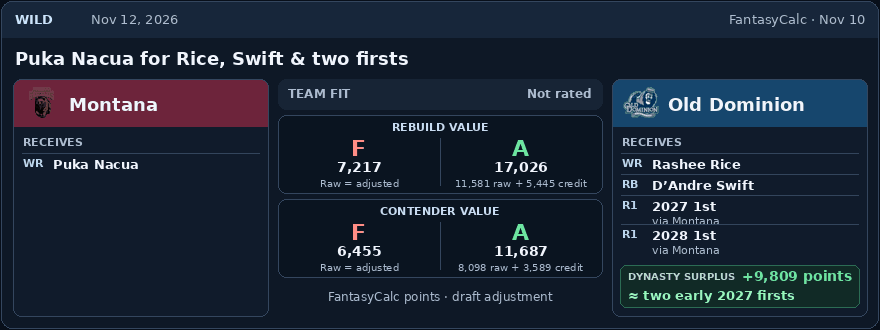 WILD Nov 12, 2026 FantasyCalc · Nov 10
Puka Nacua for Rice, Swift & two firsts
Montana
RECEIVES
WR Puka Nacua
TEAM FIT Not rated
REBUILD VALUE
F A
7,217 17,026
Raw = adjusted 11,581 raw + 5,445 credit
CONTENDER VALUE
F A
6,455 11,687
Raw = adjusted 8,098 raw + 3,589 credit
FantasyCalc points · draft adjustment
OLD DOMINION
Old Dominion
RECEIVES
WR Rashee Rice
RB D’Andre Swift
R1 2027 1st
via Montana
R1 2028 1st
via Montana
DYNASTY SURPLUS +9,809 points
≈ two early 2027 firsts